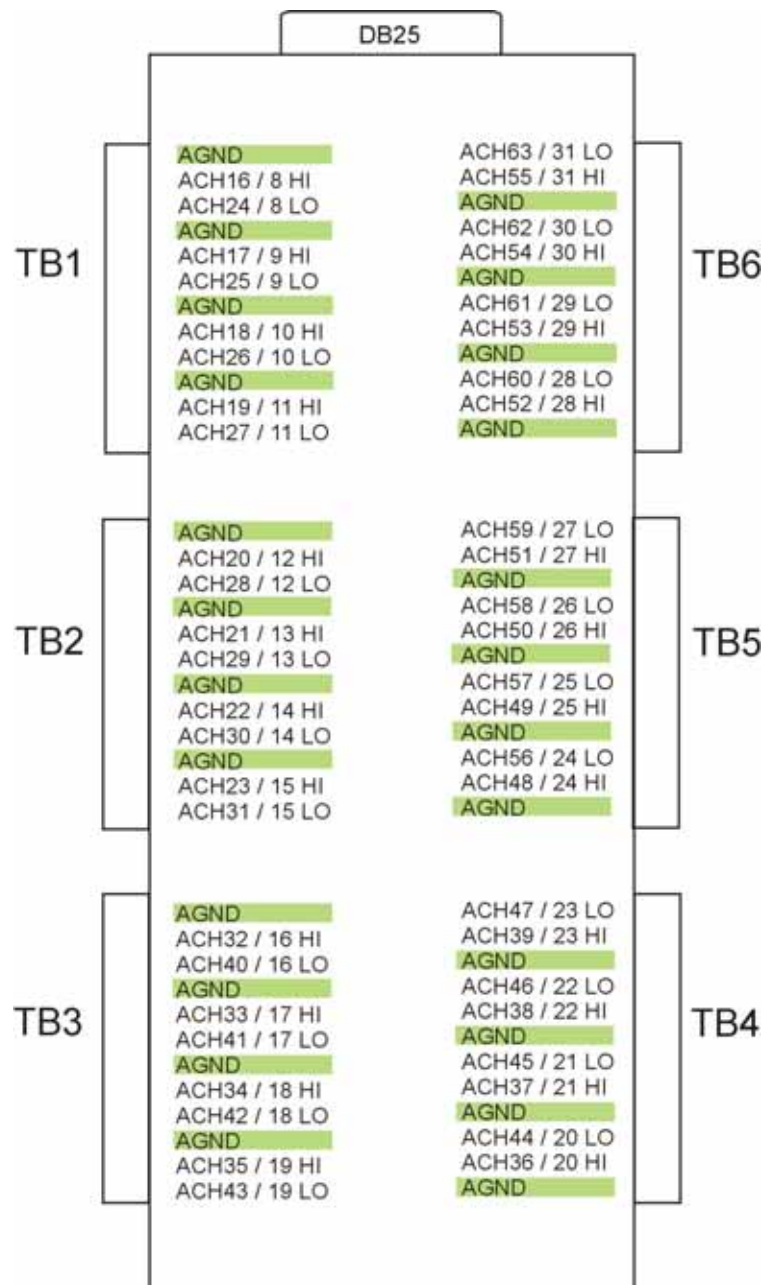 DB25
TB1
AGND
ACH16 / 8 HI
ACH24 / 8 LO
AGND
ACH17 / 9 HI
ACH25 / 9 LO
AGND
ACH18 / 10 HI
ACH26 / 10 LO
AGND
ACH19 / 11 HI
ACH27 / 11 LO
TB2
AGND
ACH20 / 12 HI
ACH28 / 12 LO
AGND
ACH21 / 13 HI
ACH29 / 13 LO
AGND
ACH22 / 14 HI
ACH30 / 14 LO
AGND
ACH23 / 15 HI
ACH31 / 15 LO
TB3
AGND
ACH32 / 16 HI
ACH40 / 16 LO
AGND
ACH33 / 17 HI
ACH41 / 17 LO
AGND
ACH34 / 18 HI
ACH42 / 18 LO
AGND
ACH35 / 19 HI
ACH43 / 19 LO
ACH63 / 31 LO
ACH55 / 31 HI
AGND
ACH62 / 30 LO
ACH54 / 30 HI
AGND
ACH61 / 29 LO
ACH53 / 29 HI
AGND
ACH60 / 28 LO
ACH52 / 28 HI
AGND
TB6
ACH59 / 27 LO
ACH51 / 27 HI
AGND
ACH58 / 26 LO
ACH50 / 26 HI
AGND
ACH57 / 25 LO
ACH49 / 25 HI
AGND
ACH56 / 24 LO
ACH48 / 24 HI
AGND
TB5
ACH47 / 23 LO
ACH39 / 23 HI
AGND
ACH46 / 22 LO
ACH38 / 22 HI
AGND
ACH45 / 21 LO
ACH37 / 21 HI
AGND
ACH44 / 20 LO
ACH36 / 20 HI
AGND
TB4